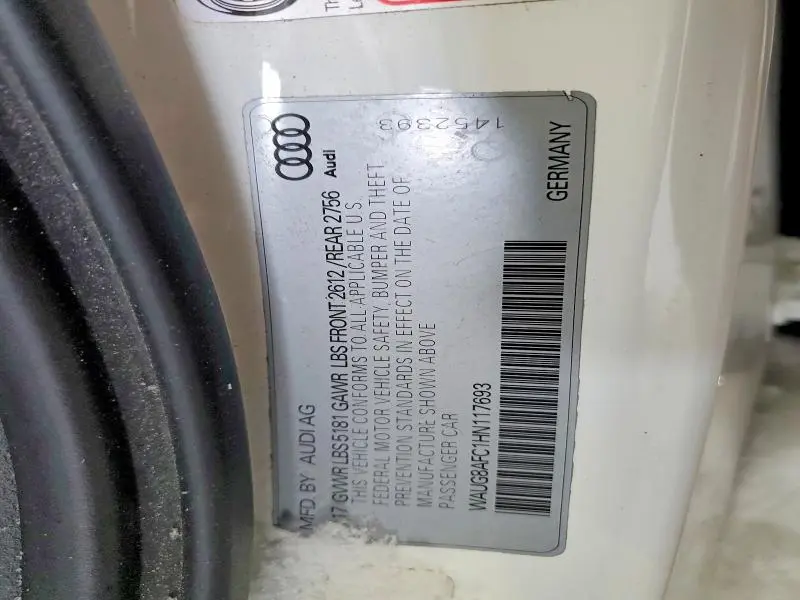 MFD. BY AUDI AG
17 GVWR LBS 5181 GAWR LBS FRONT 2612 /REAR 2756
THIS VEHICLE CONFORMS TO ALL APPLICABLE U.S.
FEDERAL MOTOR VEHICLE SAFETY, BUMPER AND THEFT
PREVENTION STANDARDS IN EFFECT ON THE DATE OF
MANUFACTURE SHOWN ABOVE
PASSENGER CAR
WAUG8AFC1HN117693
Audi
1452393
GERMANY